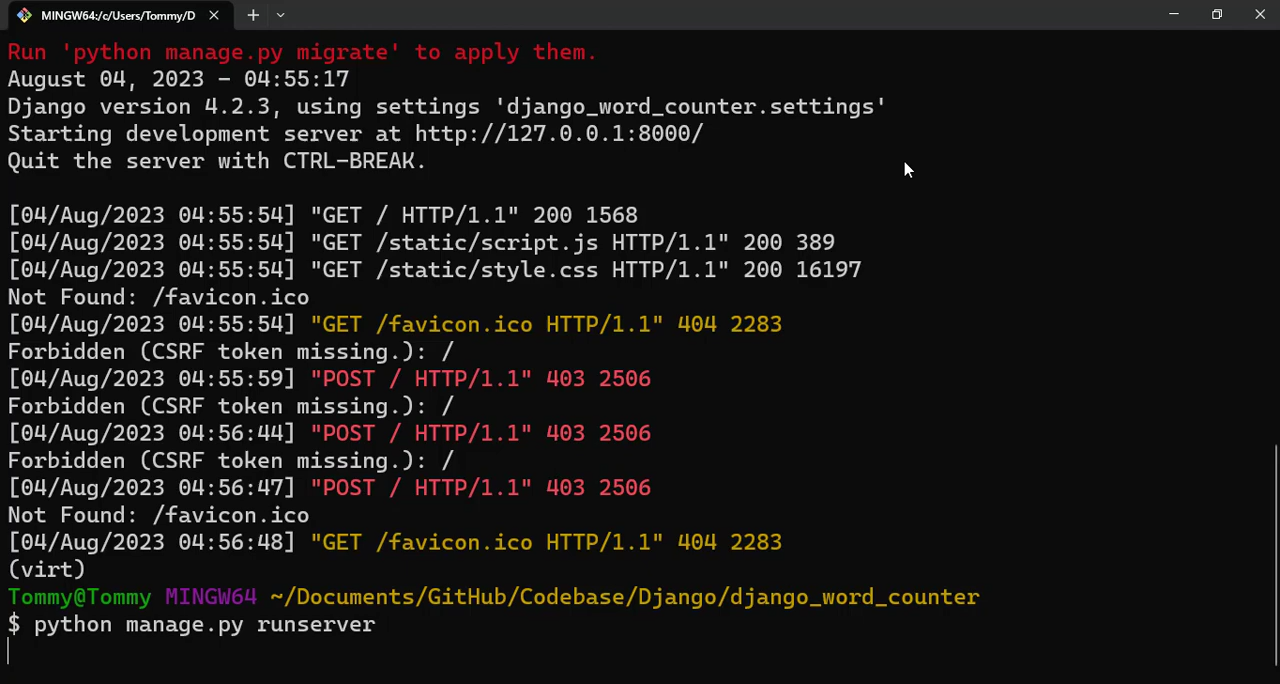 MINGW64:/c/Users/Tommy/D
Run 'python manage.py migrate' to apply them.
August 04, 2023 - 04:55:17
Django version 4.2.3, using settings 'django_word_counter.settings'
Starting development server at http://127.0.0.1:8000/
Quit the server with CTRL-BREAK.
[04/Aug/2023 04:55:54] "GET / HTTP/1.1" 200 1568
[04/Aug/2023 04:55:54] "GET /static/script.js HTTP/1.1" 200 389
[04/Aug/2023 04:55:54] "GET /static/style.css HTTP/1.1" 200 16197
Not Found: /favicon.ico
[04/Aug/2023 04:55:54] "GET /favicon.ico HTTP/1.1" 404 2283
Forbidden (CSRF token missing.): /
[04/Aug/2023 04:55:59] "POST / HTTP/1.1" 403 2506
Forbidden (CSRF token missing.): /
[04/Aug/2023 04:56:44] "POST / HTTP/1.1" 403 2506
Forbidden (CSRF token missing.): /
[04/Aug/2023 04:56:47] "POST / HTTP/1.1" 403 2506
Not Found: /favicon.ico
[04/Aug/2023 04:56:48] "GET /favicon.ico HTTP/1.1" 404 2283
(virt)
Tommy@Tommy MINGW64 ~/Documents/GitHub/Codebase/Django/django_word_counter
$ python manage.py runserver